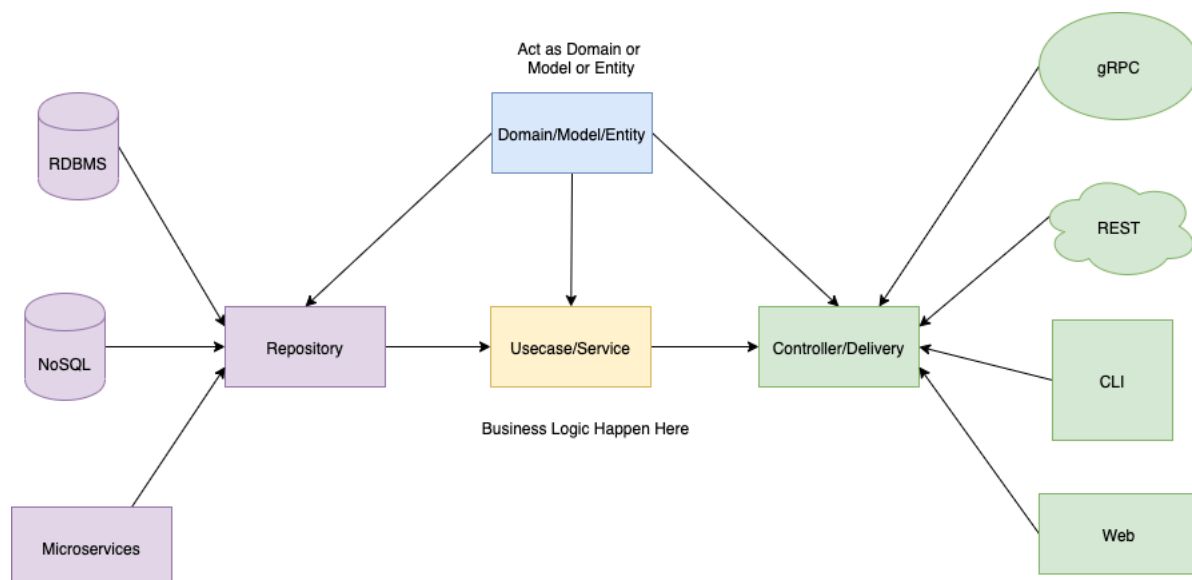 Act as Domain or
Model or Entity
gRPC
Domain/Model/Entity
RDBMS
REST
Repository
Usecase/Service
Controller/Delivery
NoSQL
CLI
Business Logic Happen Here
Microservices
Web